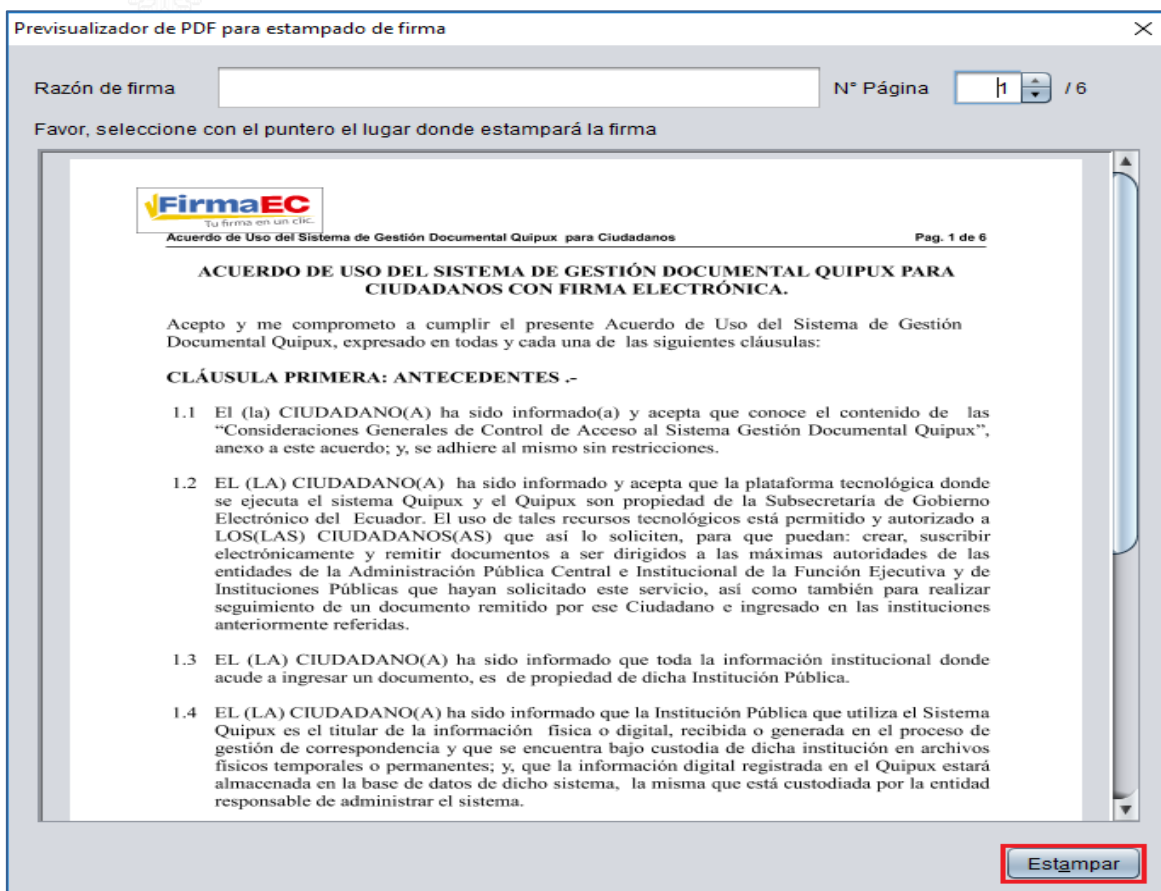 Previsualizador de PDF para estampado de firma
Razón de firma
N° Página 1 / 6
Favor, seleccione con el puntero el lugar donde estampará la firma
FirmaEC
Tu firma en un clic.
Acuerdo de Uso del Sistema de Gestión Documental Quipux para Ciudadanos Pag. 1 de 6
ACUERDO DE USO DEL SISTEMA DE GESTIÓN DOCUMENTAL QUIPUX PARA
CIUDADANOS CON FIRMA ELECTRÓNICA.
Acepto y me comprometo a cumplir el presente Acuerdo de Uso del Sistema de Gestión
Documental Quipux, expresado en todas y cada una de las siguientes cláusulas:
CLÁUSULA PRIMERA: ANTECEDENTES .-
1.1 El (la) CIUDADANO(A) ha sido informado(a) y acepta que conoce el contenido de las
“Consideraciones Generales de Control de Acceso al Sistema Gestión Documental Quipux”,
anexo a este acuerdo; y, se adhiere al mismo sin restricciones.
1.2 EL (LA) CIUDADANO(A) ha sido informado y acepta que la plataforma tecnológica donde
se ejecuta el sistema Quipux y el Quipux son propiedad de la Subsecretaría de Gobierno
Electrónico del Ecuador. El uso de tales recursos tecnológicos está permitido y autorizado a
LOS(LAS) CIUDADANOS(AS) que así lo soliciten, para que puedan: crear, suscribir
electrónicamente y remitir documentos a ser dirigidos a las máximas autoridades de las
entidades de la Administración Pública Central e Institucional de la Función Ejecutiva y de
Instituciones Públicas que hayan solicitado este servicio, así como también para realizar
seguimiento de un documento remitido por ese Ciudadano e ingresado en las instituciones
anteriormente referidas.
1.3 EL (LA) CIUDADANO(A) ha sido informado que toda la información institucional donde
acude a ingresar un documento, es de propiedad de dicha Institución Pública.
1.4 EL (LA) CIUDADANO(A) ha sido informado que la Institución Pública que utiliza el Sistema
Quipux es el titular de la información física o digital, recibida o generada en el proceso de
gestión de correspondencia y que se encuentra bajo custodia de dicha institución en archivos
físicos temporales o permanentes; y, que la información digital registrada en el Quipux estará
almacenada en la base de datos de dicho sistema, la misma que está custodiada por la entidad
responsable de administrar el sistema.
Estampar